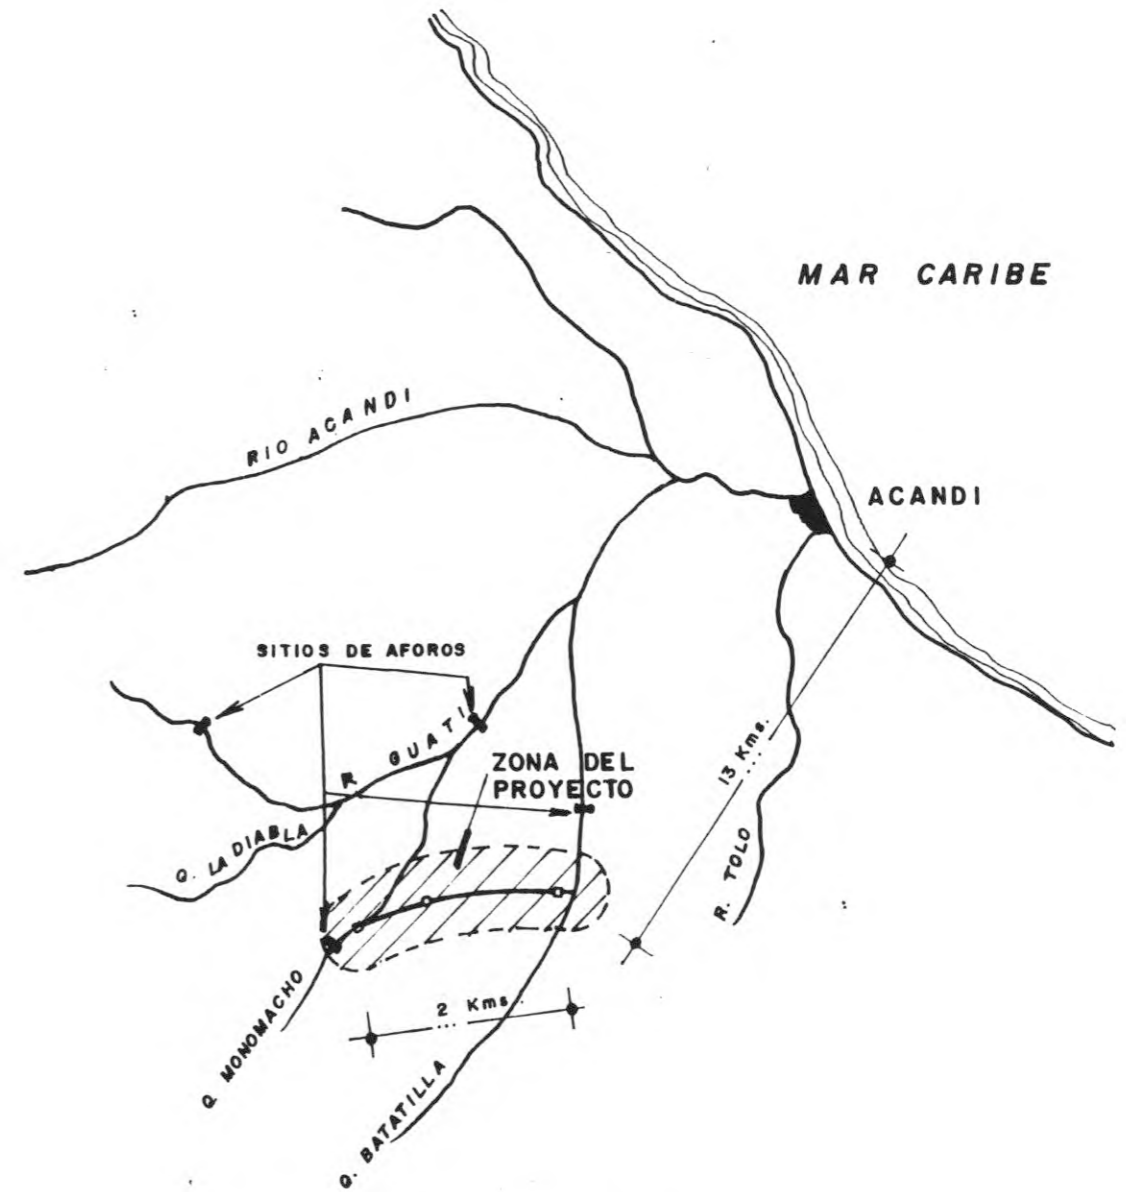 MAR CARIBE
RIO ACANDI
ACANDI
SITIOS DE AFOROS
R. GUATI
ZONA DEL
PROYECTO
13 Kms.
Q. LA DIABLA
R. TOLO
2 Kms.
Q. MONOMACHO
Q. BATATILLA